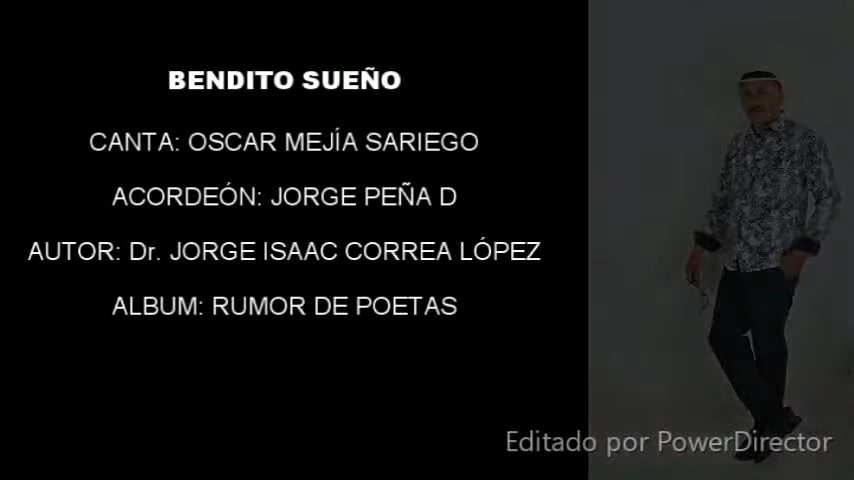 BENDITO SUEÑO
CANTA: OSCAR MEJÍA SARIEGO
ACORDEÓN: JORGE PEÑA D
AUTOR: Dr. JORGE ISAAC CORREA LÓPEZ
ALBUM: RUMOR DE POETAS
Editado por PowerDirector